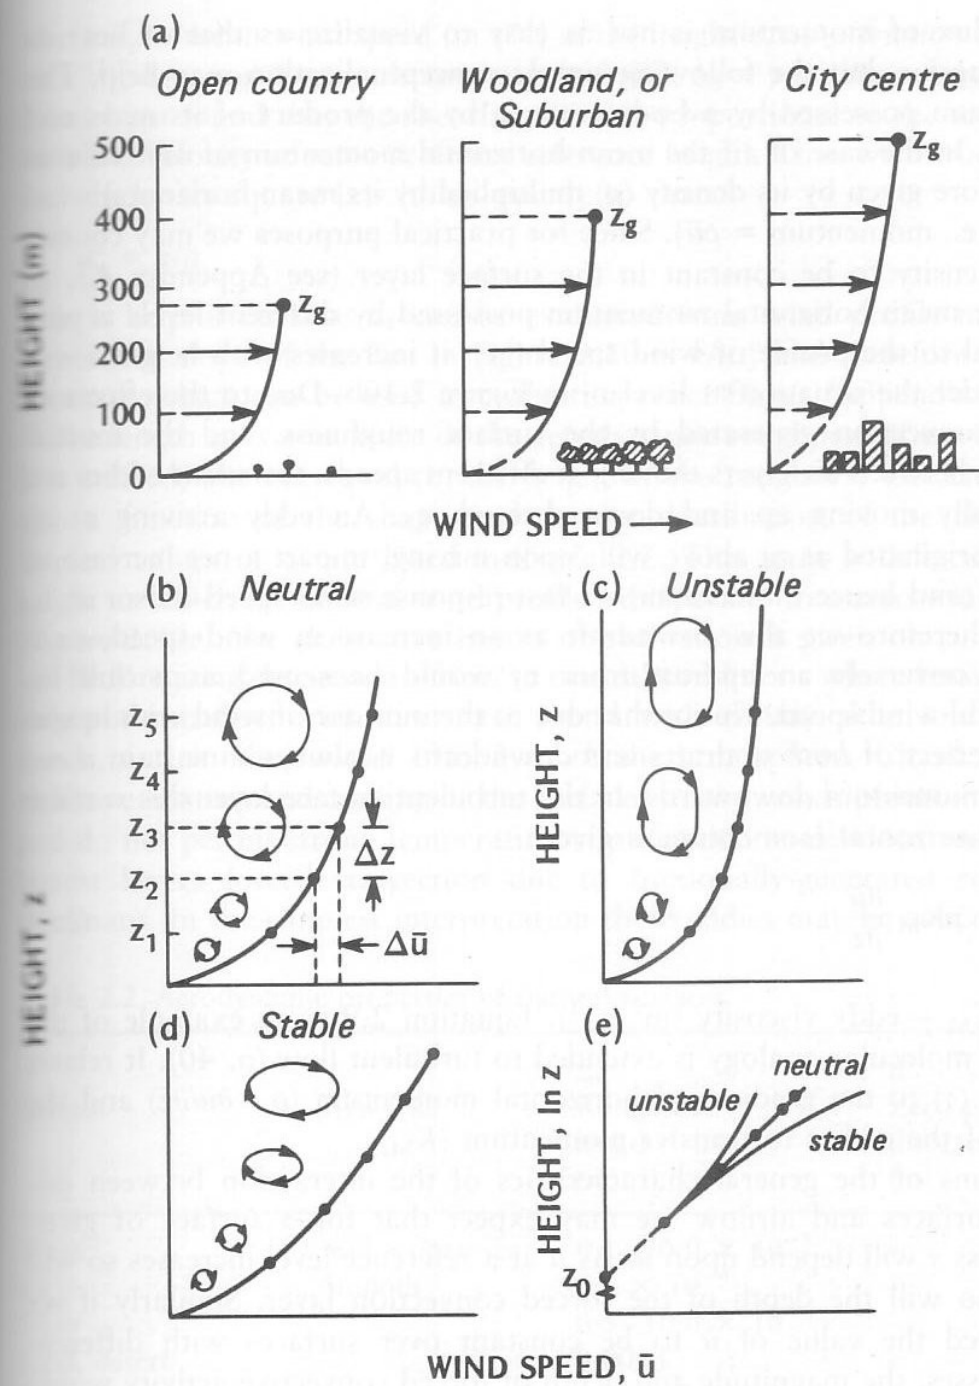 (a)
Open country
Woodland, or
Suburban
City centre
HEIGHT (m)
500
400
300
200
100
0
zg
zg
zg
WIND SPEED
(b) Neutral
(c) Unstable
HEIGHT, z
z5
z4
z3
z2
z1
Δz
Δū
HEIGHT, z
(d) Stable
(e)
HEIGHT, ln z
neutral
unstable
stable
z0
WIND SPEED, ū